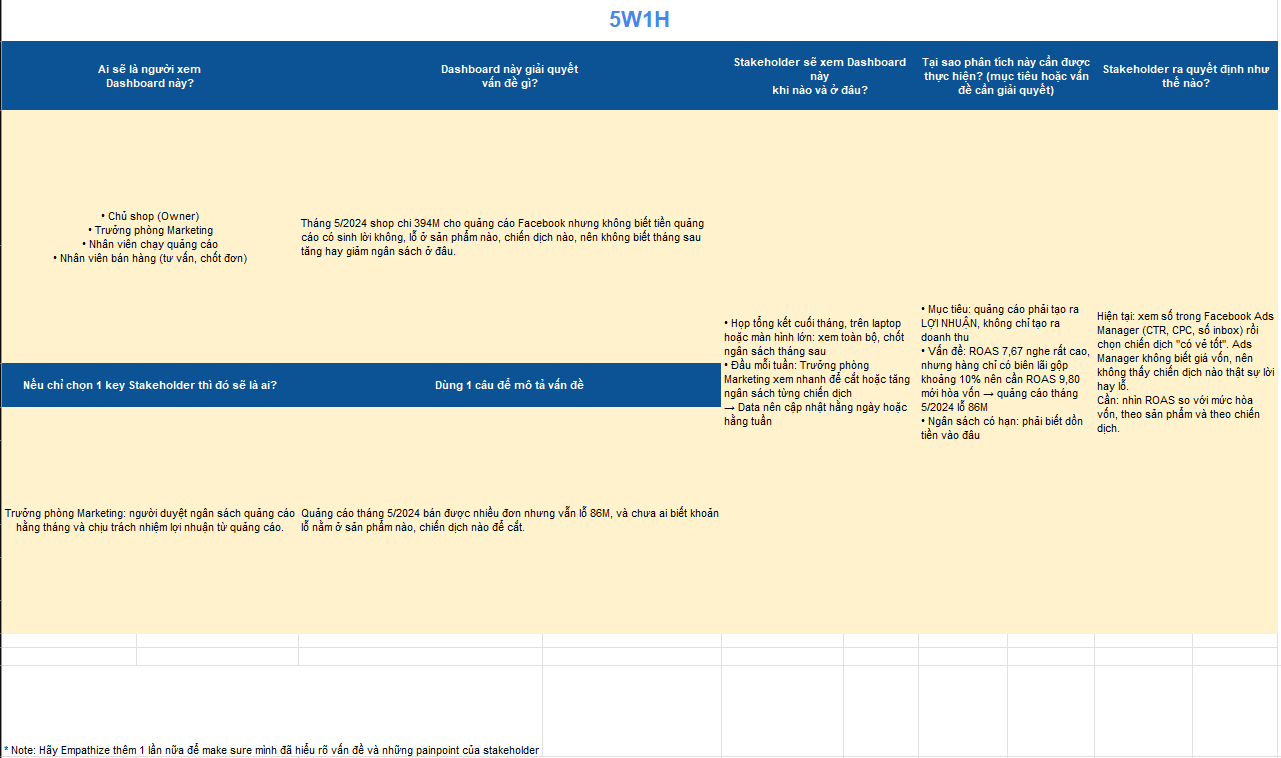 5W1H
Ai sẽ là người xem
Dashboard này?
Dashboard này giải quyết
vấn đề gì?
Stakeholder sẽ xem Dashboard
này
khi nào và ở đâu?
Tại sao phân tích này cần được
thực hiện? (mục tiêu hoặc vấn
đề cần giải quyết)
Stakeholder ra quyết định như
thế nào?
• Chủ shop (Owner)
• Trưởng phòng Marketing
• Nhân viên chạy quảng cáo
• Nhân viên bán hàng (tư vấn, chốt đơn)
Tháng 5/2024 shop chi 394M cho quảng cáo Facebook nhưng không biết tiền quảng
cáo có sinh lời không, lỗ ở sản phẩm nào, chiến dịch nào, nên không biết tháng sau
tăng hay giảm ngân sách ở đâu.
• Họp tổng kết cuối tháng, trên laptop
hoặc màn hình lớn: xem toàn bộ, chốt
ngân sách tháng sau
• Đầu mỗi tuần: Trưởng phòng
Marketing xem nhanh để cắt hoặc tăng
ngân sách từng chiến dịch
→ Data nên cập nhật hằng ngày hoặc
hằng tuần
• Mục tiêu: quảng cáo phải tạo ra
LỢI NHUẬN, không chỉ tạo ra
doanh thu
• Vấn đề: ROAS 7,67 nghe rất cao,
nhưng hàng chỉ có biên lãi gộp
khoảng 10% nên cần ROAS 9,80
mới hòa vốn → quảng cáo tháng
5/2024 lỗ 86M
• Ngân sách có hạn: phải biết dồn
tiền vào đâu
Hiện tại: xem số trong Facebook Ads
Manager (CTR, CPC, số inbox) rồi
chọn chiến dịch "có vẻ tốt". Ads
Manager không biết giá vốn, nên
không thấy chiến dịch nào thật sự lời
hay lỗ.
Cần: nhìn ROAS so với mức hòa
vốn, theo sản phẩm và theo chiến
dịch.
Nếu chỉ chọn 1 key Stakeholder thì đó sẽ là ai?
Dùng 1 câu để mô tả vấn đề
Trưởng phòng Marketing: người duyệt ngân sách quảng cáo
hằng tháng và chịu trách nhiệm lợi nhuận từ quảng cáo.
Quảng cáo tháng 5/2024 bán được nhiều đơn nhưng vẫn lỗ 86M, và chưa ai biết khoản
lỗ nằm ở sản phẩm nào, chiến dịch nào để cắt.
* Note: Hãy Empathize thêm 1 lần nữa để make sure mình đã hiểu rõ vấn đề và những painpoint của stakeholder